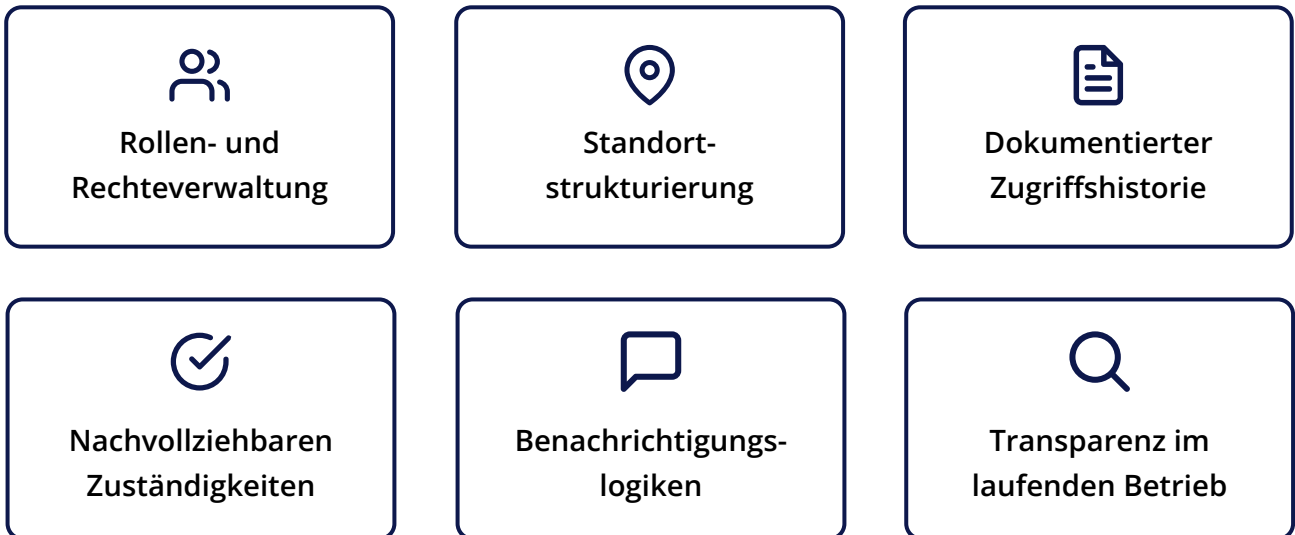 Rollen- und
Rechteverwaltung
Standort-
strukturierung
Dokumentierter
Zugriffshistorie
Nachvollziehbaren
Zuständigkeiten
Benachrichtigungs-
logiken
Transparenz im
laufenden Betrieb